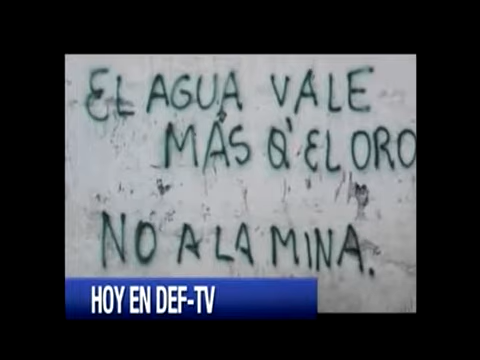 EL AGUA VALE
MÁS Q' EL ORO
NO A LA MINA.
HOY EN DEF-TV